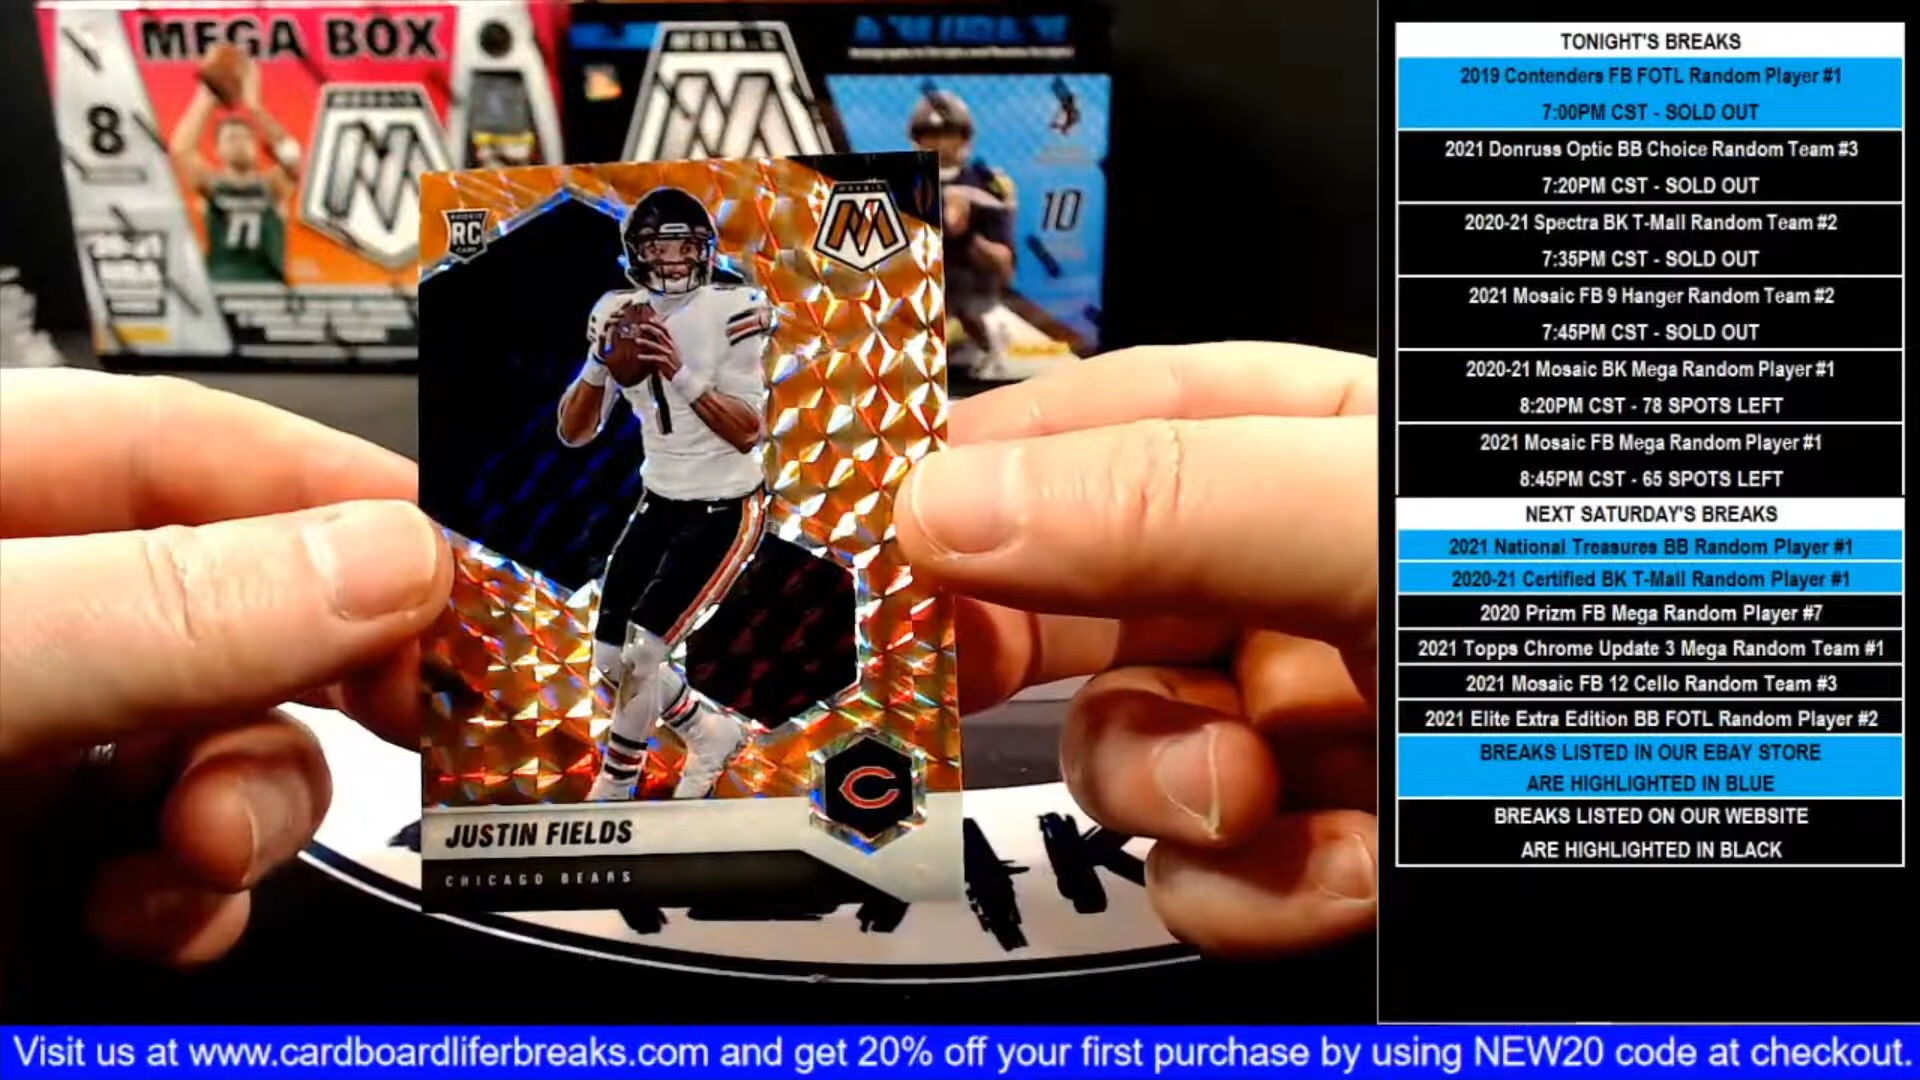 MEGA BOX
8
MOSAIC
20-21
NBA
77
MOSAIC
10
RC
MOSAIC
1
JUSTIN FIELDS
CHICAGO BEARS
TONIGHT'S BREAKS
2019 Contenders FB FOTL Random Player #1
7:00PM CST - SOLD OUT
2021 Donruss Optic BB Choice Random Team #3
7:20PM CST - SOLD OUT
2020-21 Spectra BK T-Mall Random Team #2
7:35PM CST - SOLD OUT
2021 Mosaic FB 9 Hanger Random Team #2
7:45PM CST - SOLD OUT
2020-21 Mosaic BK Mega Random Player #1
8:20PM CST - 78 SPOTS LEFT
2021 Mosaic FB Mega Random Player #1
8:45PM CST - 65 SPOTS LEFT
NEXT SATURDAY'S BREAKS
2021 National Treasures BB Random Player #1
2020-21 Certified BK T-Mall Random Player #1
2020 Prizm FB Mega Random Player #7
2021 Topps Chrome Update 3 Mega Random Team #1
2021 Mosaic FB 12 Cello Random Team #3
2021 Elite Extra Edition BB FOTL Random Player #2
BREAKS LISTED IN OUR EBAY STORE
ARE HIGHLIGHTED IN BLUE
BREAKS LISTED ON OUR WEBSITE
ARE HIGHLIGHTED IN BLACK
Visit us at www.cardboardliferbreaks.com and get 20% off your first purchase by using NEW20 code at checkout.